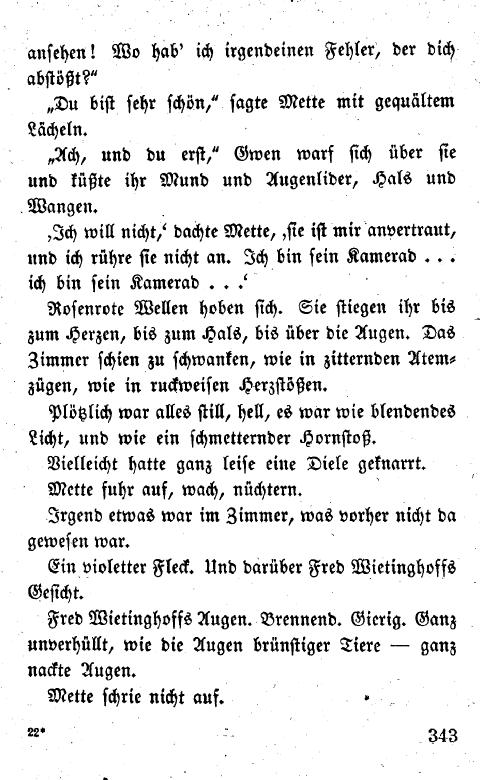 ansehen! Wo hab' ich irgendeinen Fehler, der dich
abstößt?“
„Du bist sehr schön,“ sagte Mette mit gequältem
Lächeln.
„Ach, und du erst,“ Gwen warf sich über sie
und küßte ihr Mund und Augenlider, Hals und
Wangen.
‚Ich will nicht,‘ dachte Mette, ‚sie ist mir anvertraut,
und ich rühre sie nicht an. Ich bin sein Kamerad . . .
ich bin sein Kamerad . . .‘
Rosenrote Wellen hoben sich. Sie stiegen ihr bis
zum Herzen, bis zum Hals, bis über die Augen. Das
Zimmer schien zu schwanken, wie in zitternden Atem-
zügen, wie in ruckweisen Herzstößen.
Plötzlich war alles still, hell, es war wie blendendes
Licht, und wie ein schmetternder Hornstoß.
Vielleicht hatte ganz leise eine Diele geknarrt.
Mette fuhr auf, wach, nüchtern.
Irgend etwas war im Zimmer, was vorher nicht da
gewesen war.
Ein violetter Fleck. Und darüber Fred Wietinghoffs
Gesicht.
Fred Wietinghoffs Augen. Brennend. Gierig. Ganz
unverhüllt, wie die Augen brünstiger Tiere — ganz
nackte Augen.
Mette schrie nicht auf.
22*
343